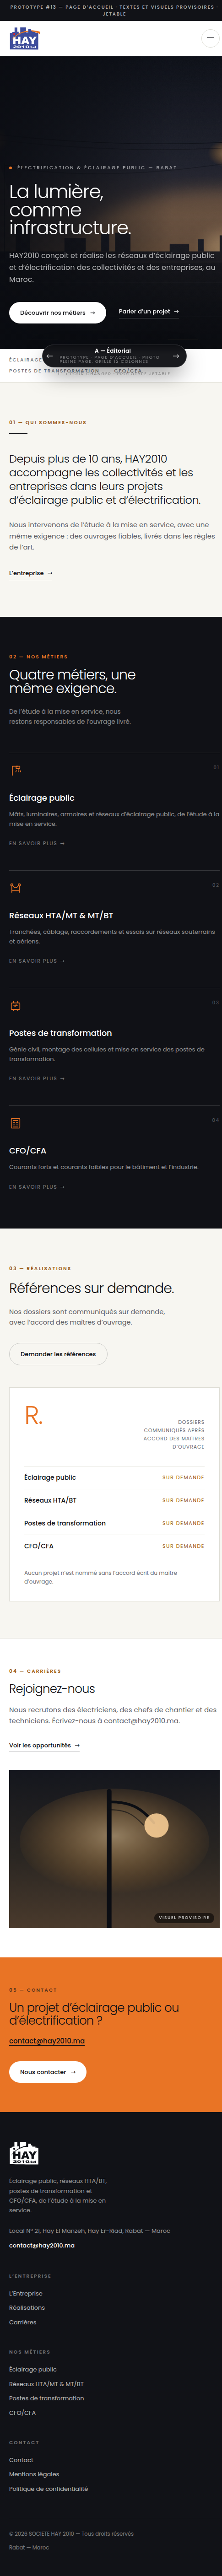 PROTOTYPE #13 — PAGE D'ACCUEIL · TEXTES ET VISUELS PROVISOIRES ·
JETABLE
HAY
2010
ÉLECTRIFICATION & ÉCLAIRAGE PUBLIC — RABAT
La lumière,
comme
infrastructure.
HAY2010 conçoit et réalise les réseaux d'éclairage public
et d'électrification des collectivités et des entreprises, au
Maroc.
Découvrir nos métiers →
Parler d'un projet →
ÉCLAIRAGE
← A — Éditorial →
PROTOTYPE · PAGE D'ACCUEIL · PHOTO
PLEINE PAGE, GRILLE 12 COLONNES
POSTES DE TRANSFORMATION
CFO/CFA
01 — QUI SOMMES-NOUS
Depuis plus de 10 ans, HAY2010
accompagne les collectivités et les
entreprises dans leurs projets
d'éclairage public et d'électrification.
Nous intervenons de l'étude à la mise en service, avec une
même exigence : des ouvrages fiables, livrés dans les règles
de l'art.
L'entreprise →
02 — NOS MÉTIERS
Quatre métiers, une
même exigence.
De l'étude à la mise en service, nous
restons responsables de l'ouvrage livré.
01
Éclairage public
Mâts, luminaires, armoires et réseaux d'éclairage public, de l'étude à la
mise en service.
EN SAVOIR PLUS →
02
Réseaux HTA/MT & MT/BT
Tranchées, câblage, raccordements et essais sur réseaux souterrains
et aériens.
EN SAVOIR PLUS →
03
Postes de transformation
Génie civil, montage des cellules et mise en service des postes de
transformation.
EN SAVOIR PLUS →
04
CFO/CFA
Courants forts et courants faibles pour le bâtiment et l'industrie.
EN SAVOIR PLUS →
03 — RÉALISATIONS
Références sur demande.
Nos dossiers sont communiqués sur demande,
avec l'accord des maîtres d'ouvrage.
Demander les références
R.
DOSSIERS
COMMUNIQUÉS APRÈS
ACCORD DES MAÎTRES
D'OUVRAGE
Éclairage public SUR DEMANDE
Réseaux HTA/BT SUR DEMANDE
Postes de transformation SUR DEMANDE
CFO/CFA SUR DEMANDE
Aucun projet n'est nommé sans l'accord écrit du maître
d'ouvrage.
04 — CARRIÈRES
Rejoignez-nous
Nous recrutons des électriciens, des chefs de chantier et des
techniciens. Écrivez-nous à contact@hay2010.ma.
Voir les opportunités →
VISUEL PROVISOIRE
05 — CONTACT
Un projet d'éclairage public ou
d'électrification ?
contact@hay2010.ma
Nous contacter →
HAY
2010
Éclairage public, réseaux HTA/BT,
postes de transformation et
CFO/CFA, de l'étude à la mise en
service.
Local N° 21, Hay El Manzeh, Hay Er-Riad, Rabat — Maroc
contact@hay2010.ma
L'ENTREPRISE
L'Entreprise
Réalisations
Carrières
NOS MÉTIERS
Éclairage public
Réseaux HTA/MT & MT/BT
Postes de transformation
CFO/CFA
CONTACT
Contact
Mentions légales
Politique de confidentialité
© 2026 SOCIETE HAY 2010 — Tous droits réservés
Rabat — Maroc